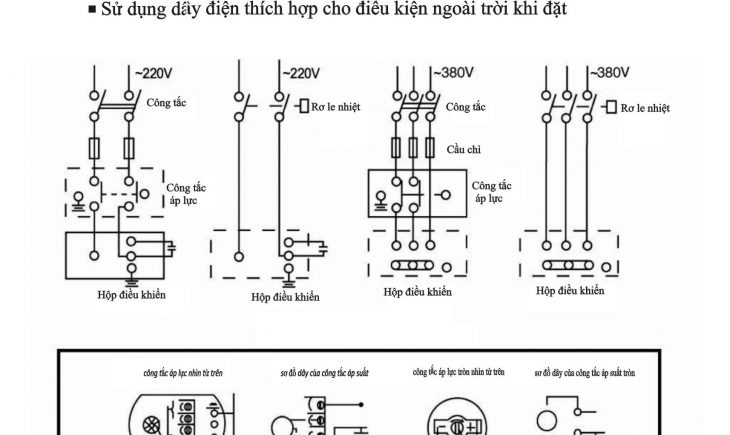 ▪ Sử dụng dây điện thích hợp cho điều kiện ngoài trời khi đặt
~220V ~220V ~380V ~380V
Công tắc Rơ le nhiệt Công tắc Rơ le nhiệt
Cầu chì
Công tắc áp lực
Công tắc áp lực
Hộp điều khiển Hộp điều khiển Hộp điều khiển Hộp điều khiển
công tắc áp lực nhìn từ trên sơ đồ dây của công tắc áp suất công tắc áp lực tròn nhìn từ trên sơ đồ dây của công tắc áp suất tròn